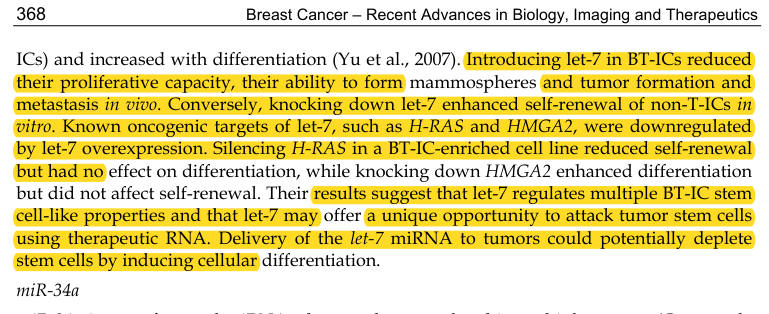 368
Breast Cancer – Recent Advances in Biology, Imaging and Therapeutics
ICs) and increased with differentiation (Yu et al., 2007). Introducing let-7 in BT-ICs reduced
their proliferative capacity, their ability to form mammospheres and tumor formation and
metastasis in vivo. Conversely, knocking down let-7 enhanced self-renewal of non-T-ICs in
vitro. Known oncogenic targets of let-7, such as H-RAS and HMGA2, were downregulated
by let-7 overexpression. Silencing H-RAS in a BT-IC-enriched cell line reduced self-renewal
but had no effect on differentiation, while knocking down HMGA2 enhanced differentiation
but did not affect self-renewal. Their results suggest that let-7 regulates multiple BT-IC stem
cell-like properties and that let-7 may offer a unique opportunity to attack tumor stem cells
using therapeutic RNA. Delivery of the let-7 miRNA to tumors could potentially deplete
stem cells by inducing cellular differentiation.
miR-34a